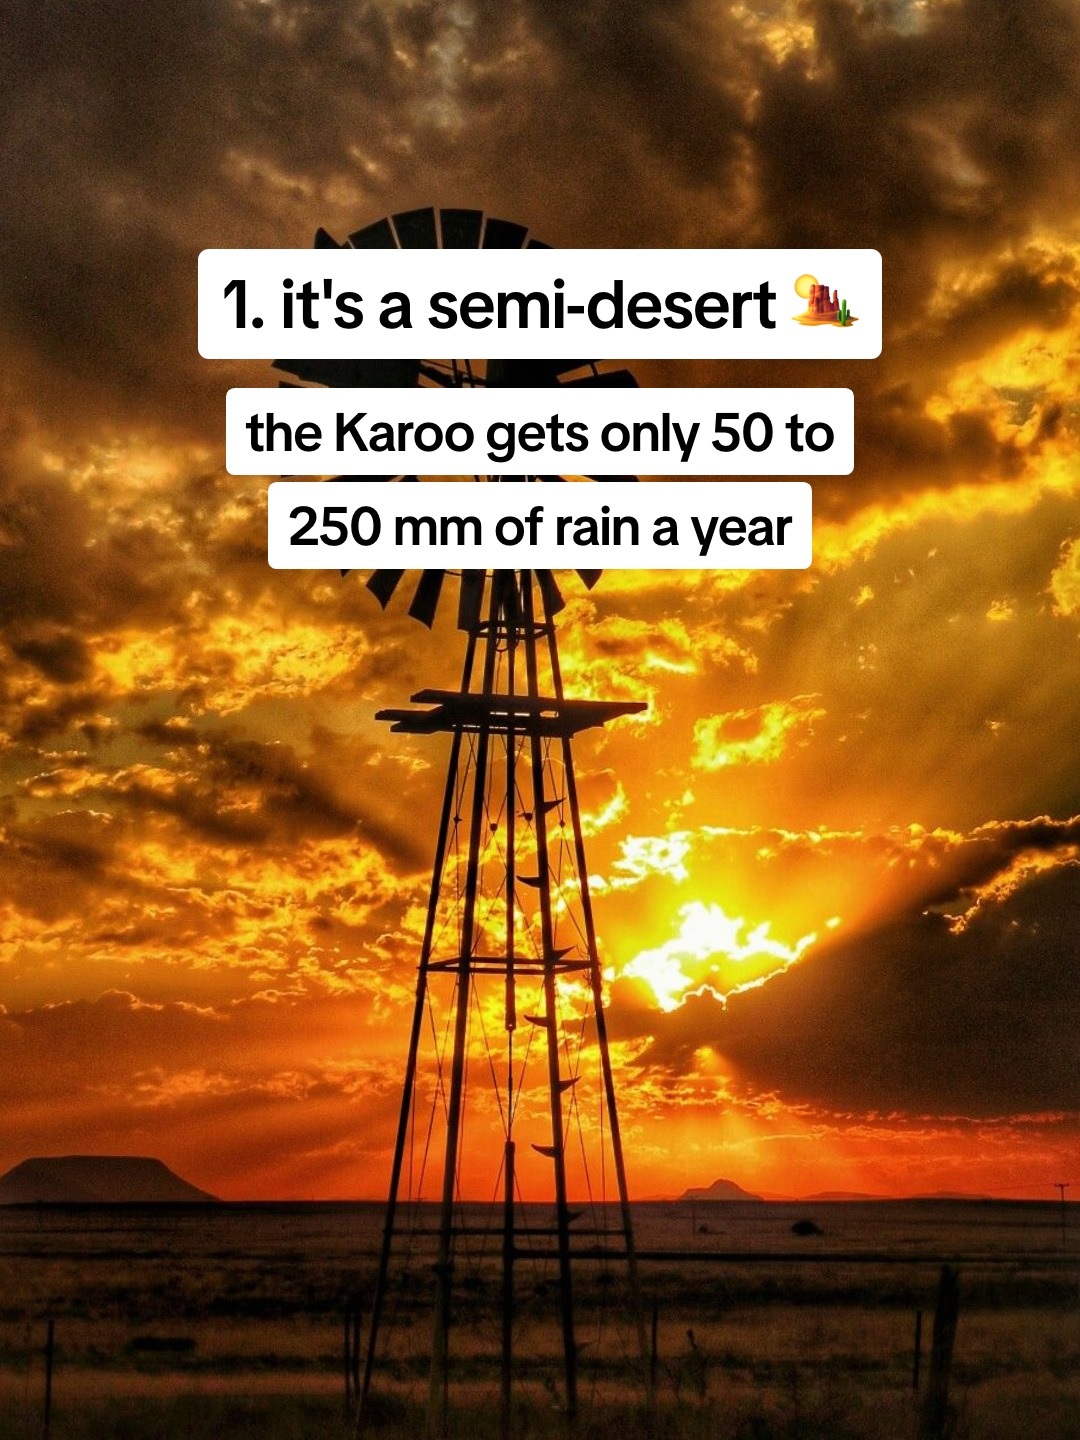 1. it's a semi-desert 🏜️
the Karoo gets only 50 to
250 mm of rain a year